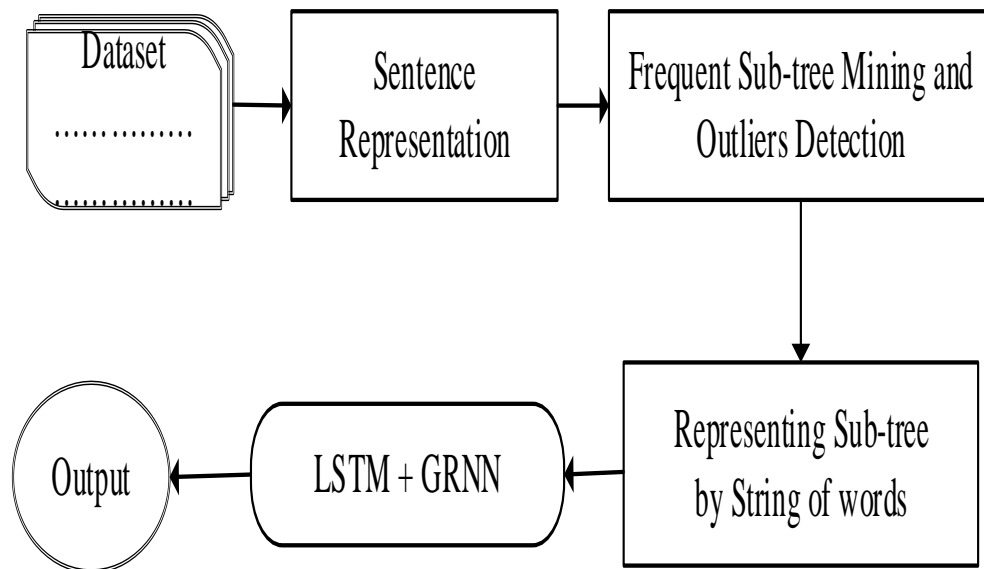 Dataset
...... ..........
...... ..........
Sentence
Representation
Frequent Sub-tree Mining and
Outliers Detection
Representing Sub-tree
by String of words
LSTM + GRNN
Output